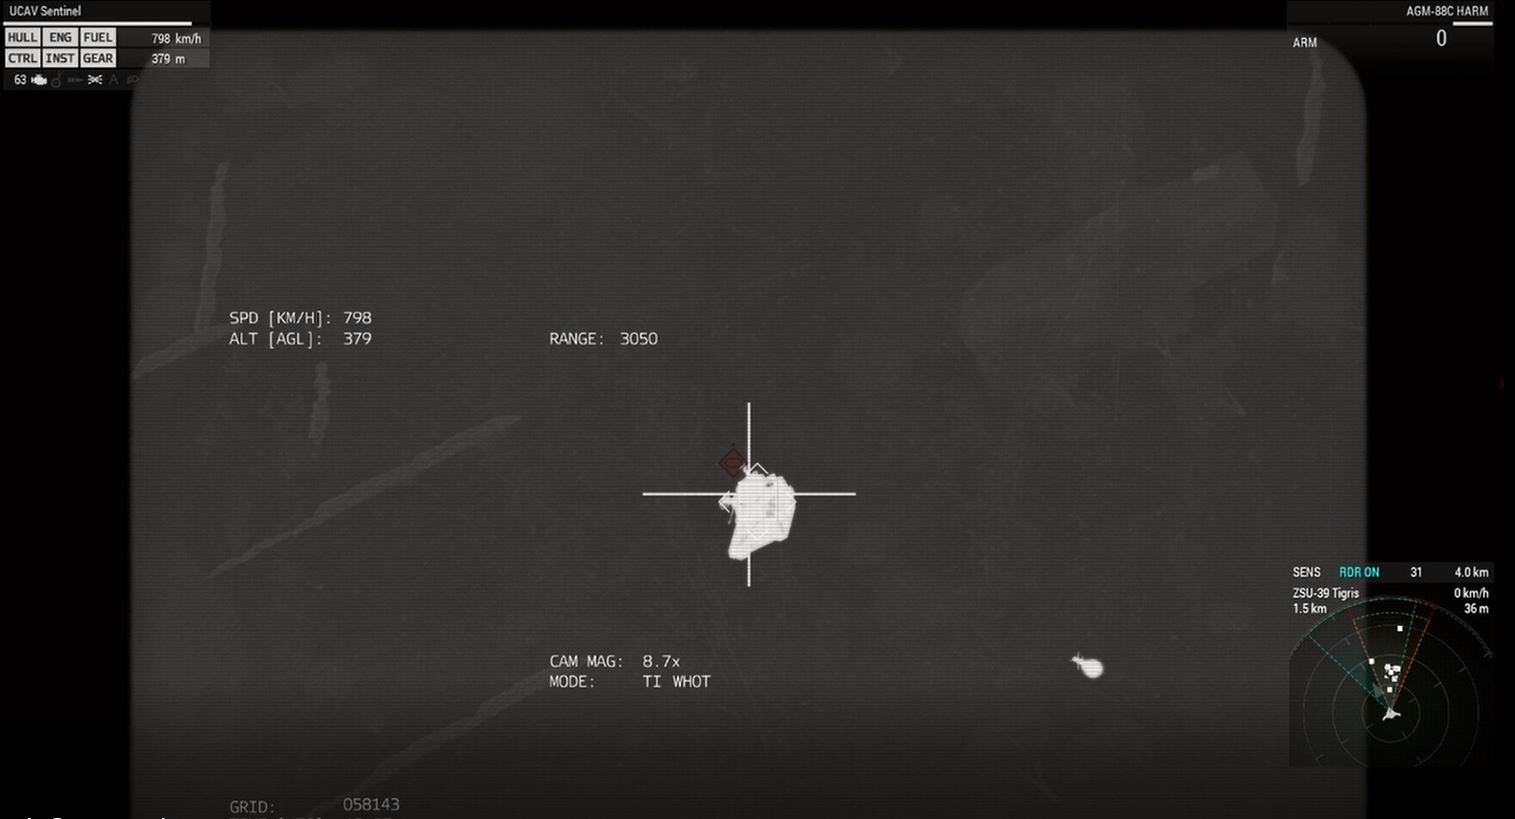 UCAV Sentinel
HULL ENG FUEL 798 km/h
CTRL INST GEAR 379 m
63 A
AGM-88C HARM
ARM 0
SPD [KM/H]: 798
ALT [AGL]: 379
RANGE: 3050
SENS RDR ON 31 4.0 km
ZSU-39 Tigris 0 km/h
1.5 km 36 m
CAM MAG: 8.7x
MODE: TI WHOT
GRID: 058143